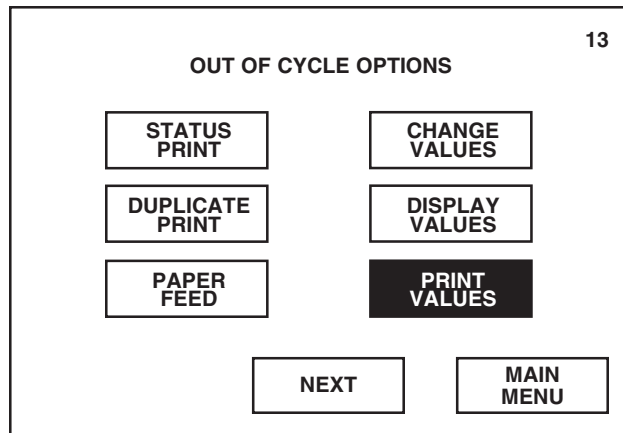 13
OUT OF CYCLE OPTIONS
STATUS
PRINT
CHANGE
VALUES
DUPLICATE
PRINT
DISPLAY
VALUES
PAPER
FEED
PRINT
VALUES
NEXT
MAIN
MENU